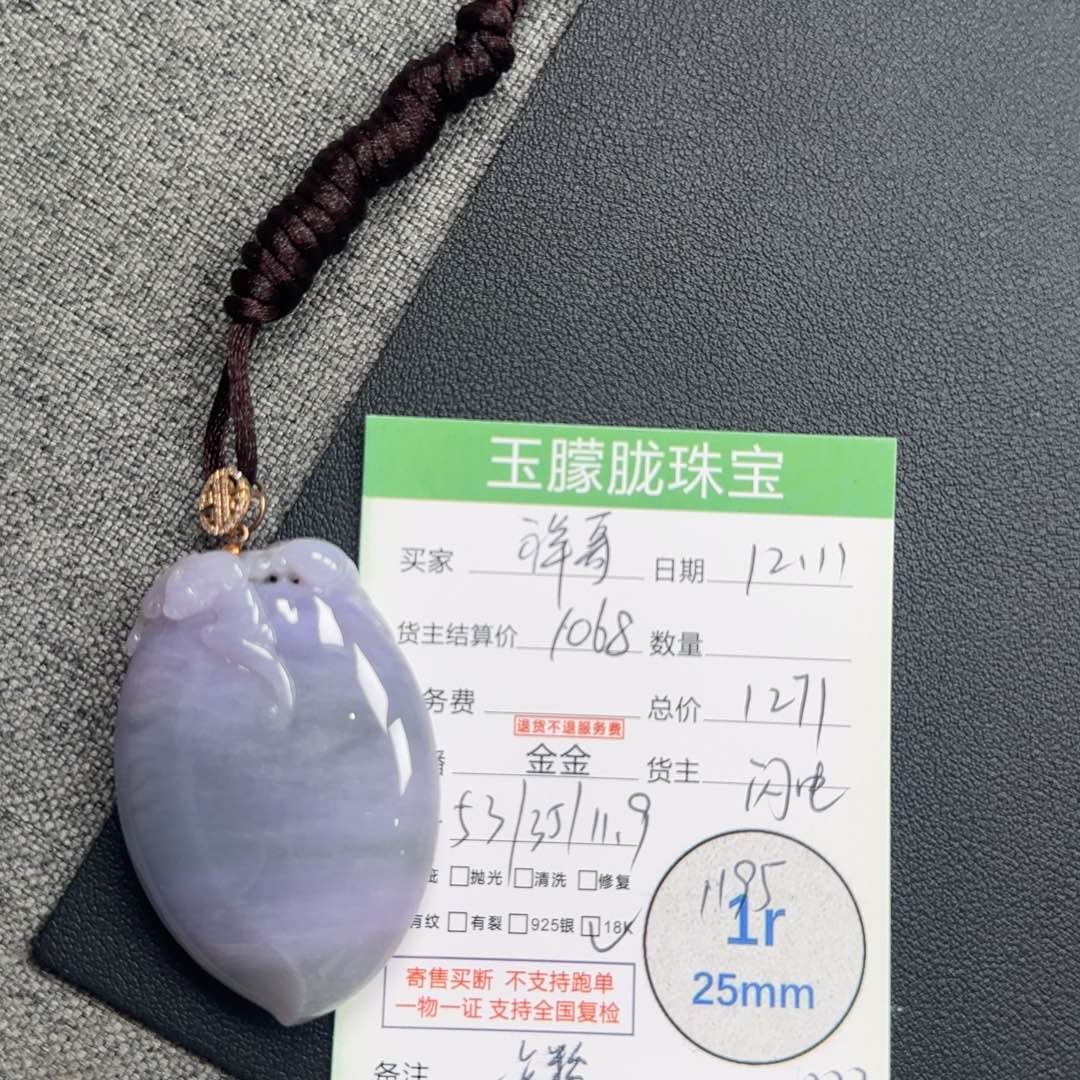 玉朦胧珠宝
买家 祥哥 日期 12.11
货主结算价 1068 数量
务费 总价 1271
退货不退服务费
金金 货主 闪电
53/35/11.9
抛光 清洗 修复
1195
有纹 有裂 925银 18K
1r
25mm
寄售买断 不支持跑单
一物一证 支持全国复检
备注